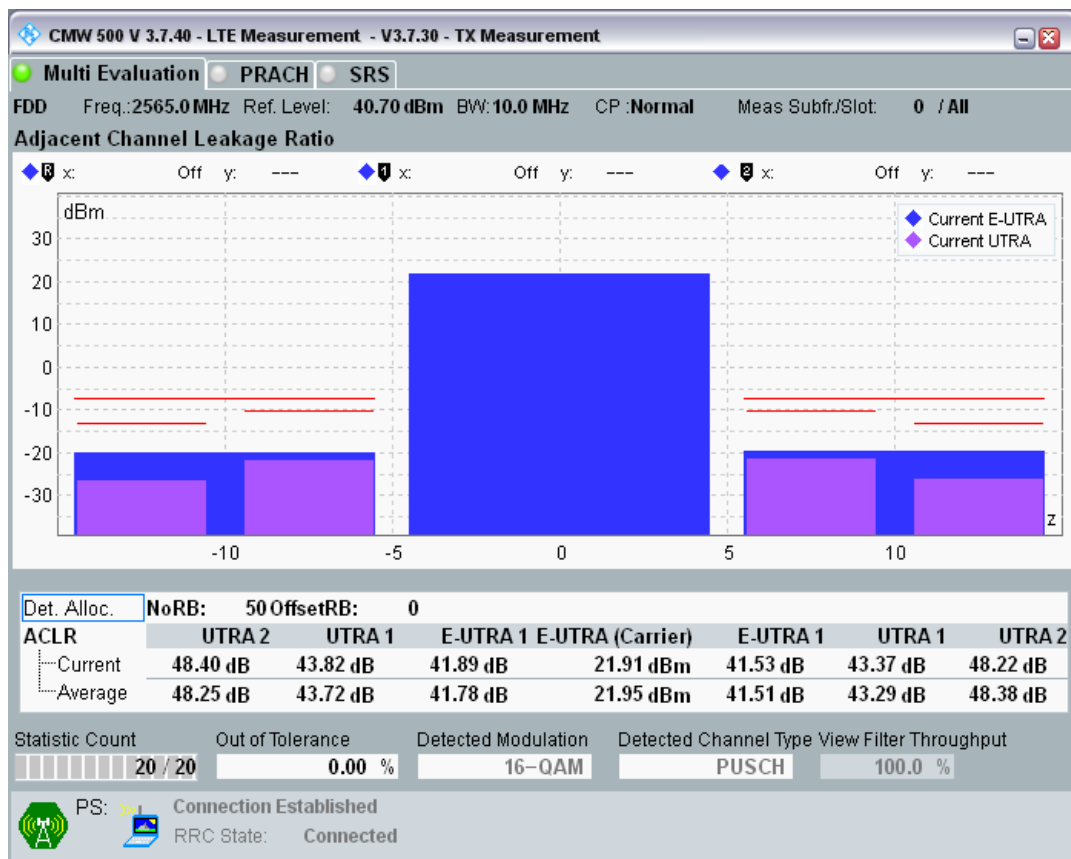 CMW 500 V 3.7.40 - LTE Measurement - V3.7.30 - TX Measurement
Multi Evaluation PRACH SRS
FDD Freq.:2565.0 MHz Ref. Level: 40.70 dBm BW:10.0 MHz CP :Normal Meas Subfr./Slot: 0 / All
Adjacent Channel Leakage Ratio
R x: Off y: --- 1 x: Off y: --- 2 x: Off y: ---
dBm
Current E-UTRA
Current UTRA
30
20
10
0
-10
-20
-30
z
-10 -5 0 5 10
Det. Alloc. NoRB: 50 OffsetRB: 0
ACLR UTRA 2 UTRA 1 E-UTRA 1 E-UTRA (Carrier) E-UTRA 1 UTRA 1 UTRA 2
Current 48.40 dB 43.82 dB 41.89 dB 21.91 dBm 41.53 dB 43.37 dB 48.22 dB
Average 48.25 dB 43.72 dB 41.78 dB 21.95 dBm 41.51 dB 43.29 dB 48.38 dB
Statistic Count Out of Tolerance Detected Modulation Detected Channel Type View Filter Throughput
20 / 20 0.00 % 16-QAM PUSCH 100.0 %
PS: Connection Established
RRC State: Connected